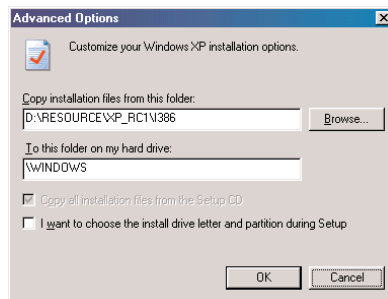 Advanced Options
Customize your Windows XP installation options.
Copy installation files from this folder:
D:\RESOURCE\XP_RC1\I386
Browse...
To this folder on my hard drive:
\WINDOWS
Copy all installation files from the Setup CD
I want to choose the install drive letter and partition during Setup
OK
Cancel